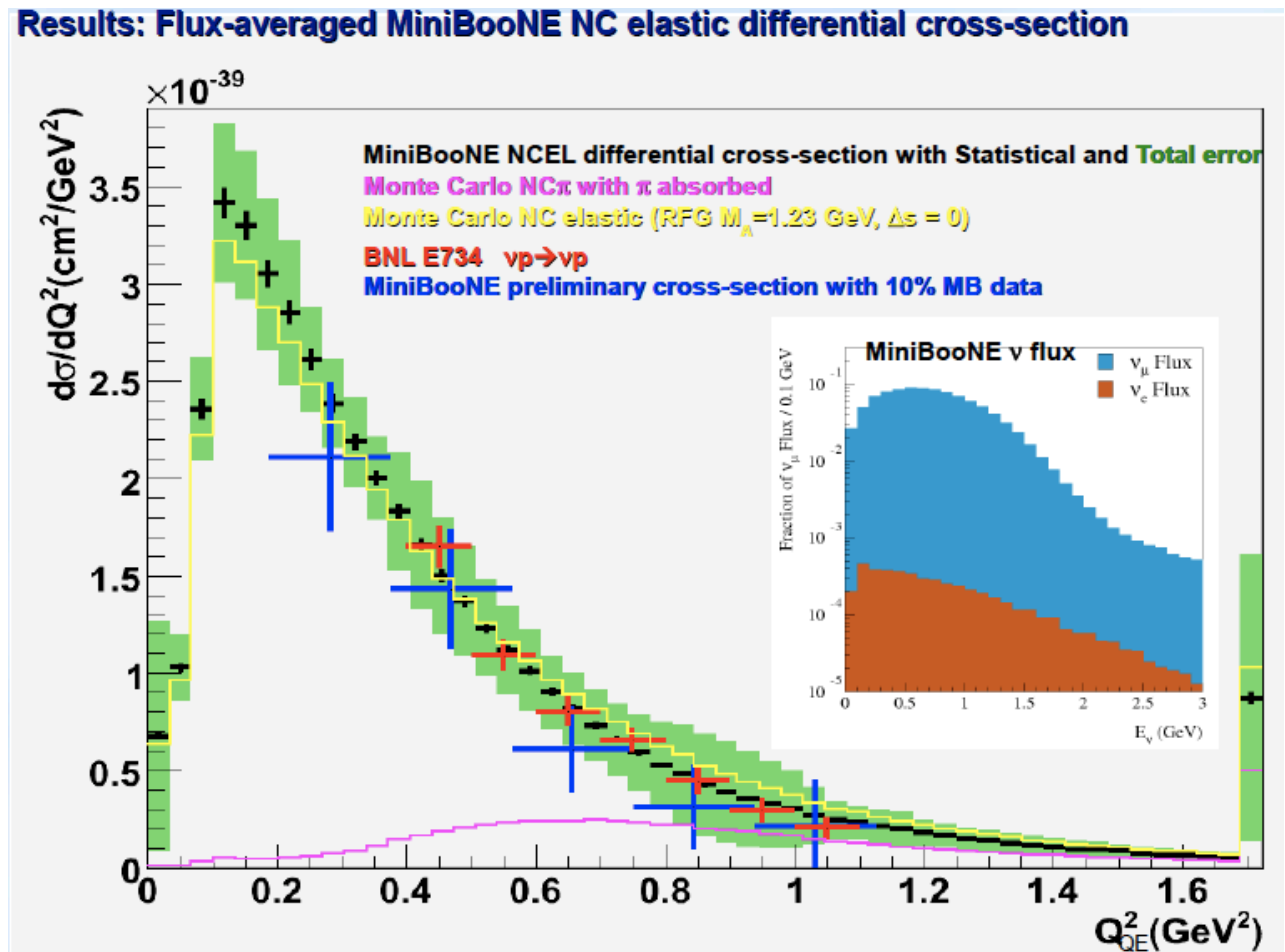 Results: Flux-averaged MiniBooNE NC elastic differential cross-section
×10⁻³⁹
dσ/dQ²(cm²/GeV²)
3.5
3
2.5
2
1.5
1
0.5
0
MiniBooNE NCEL differential cross-section with Statistical and Total error
Monte Carlo NCπ with π absorbed
Monte Carlo NC elastic (RFG M_A=1.23 GeV, Δs = 0)
BNL E734 νp→νp
MiniBooNE preliminary cross-section with 10% MB data
MiniBooNE ν flux
ν_μ Flux
ν_e Flux
Fraction of ν_μ Flux / 0.1 GeV
10⁻¹
10⁻²
10⁻³
10⁻⁴
10⁻⁵
0 0.5 1 1.5 2 2.5 3
E_ν (GeV)
0 0.2 0.4 0.6 0.8 1 1.2 1.4 1.6
Q²_QE(GeV²)